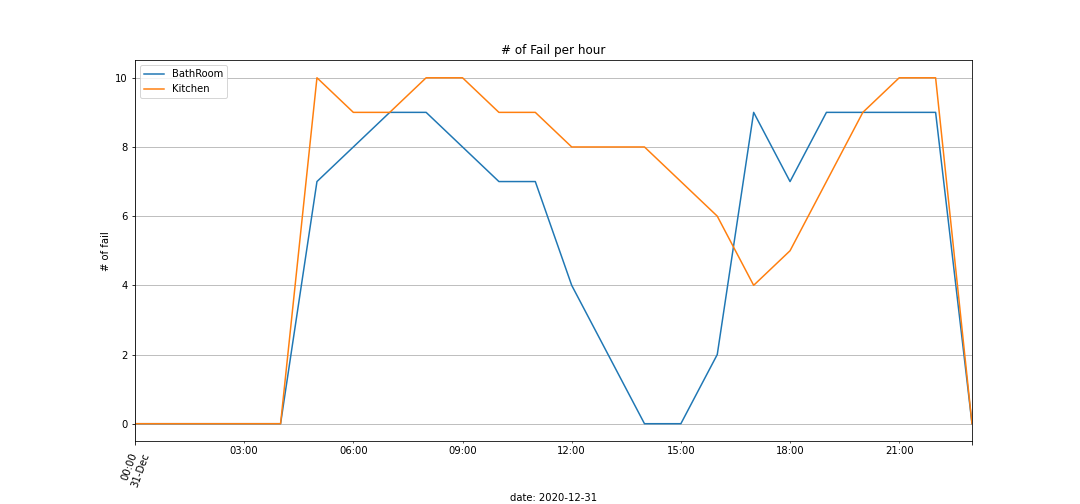 # of Fail per hour
BathRoom
Kitchen
# of fail
10
8
6
4
2
0
00:00
31-Dec
03:00
06:00
09:00
12:00
15:00
18:00
21:00
date: 2020-12-31